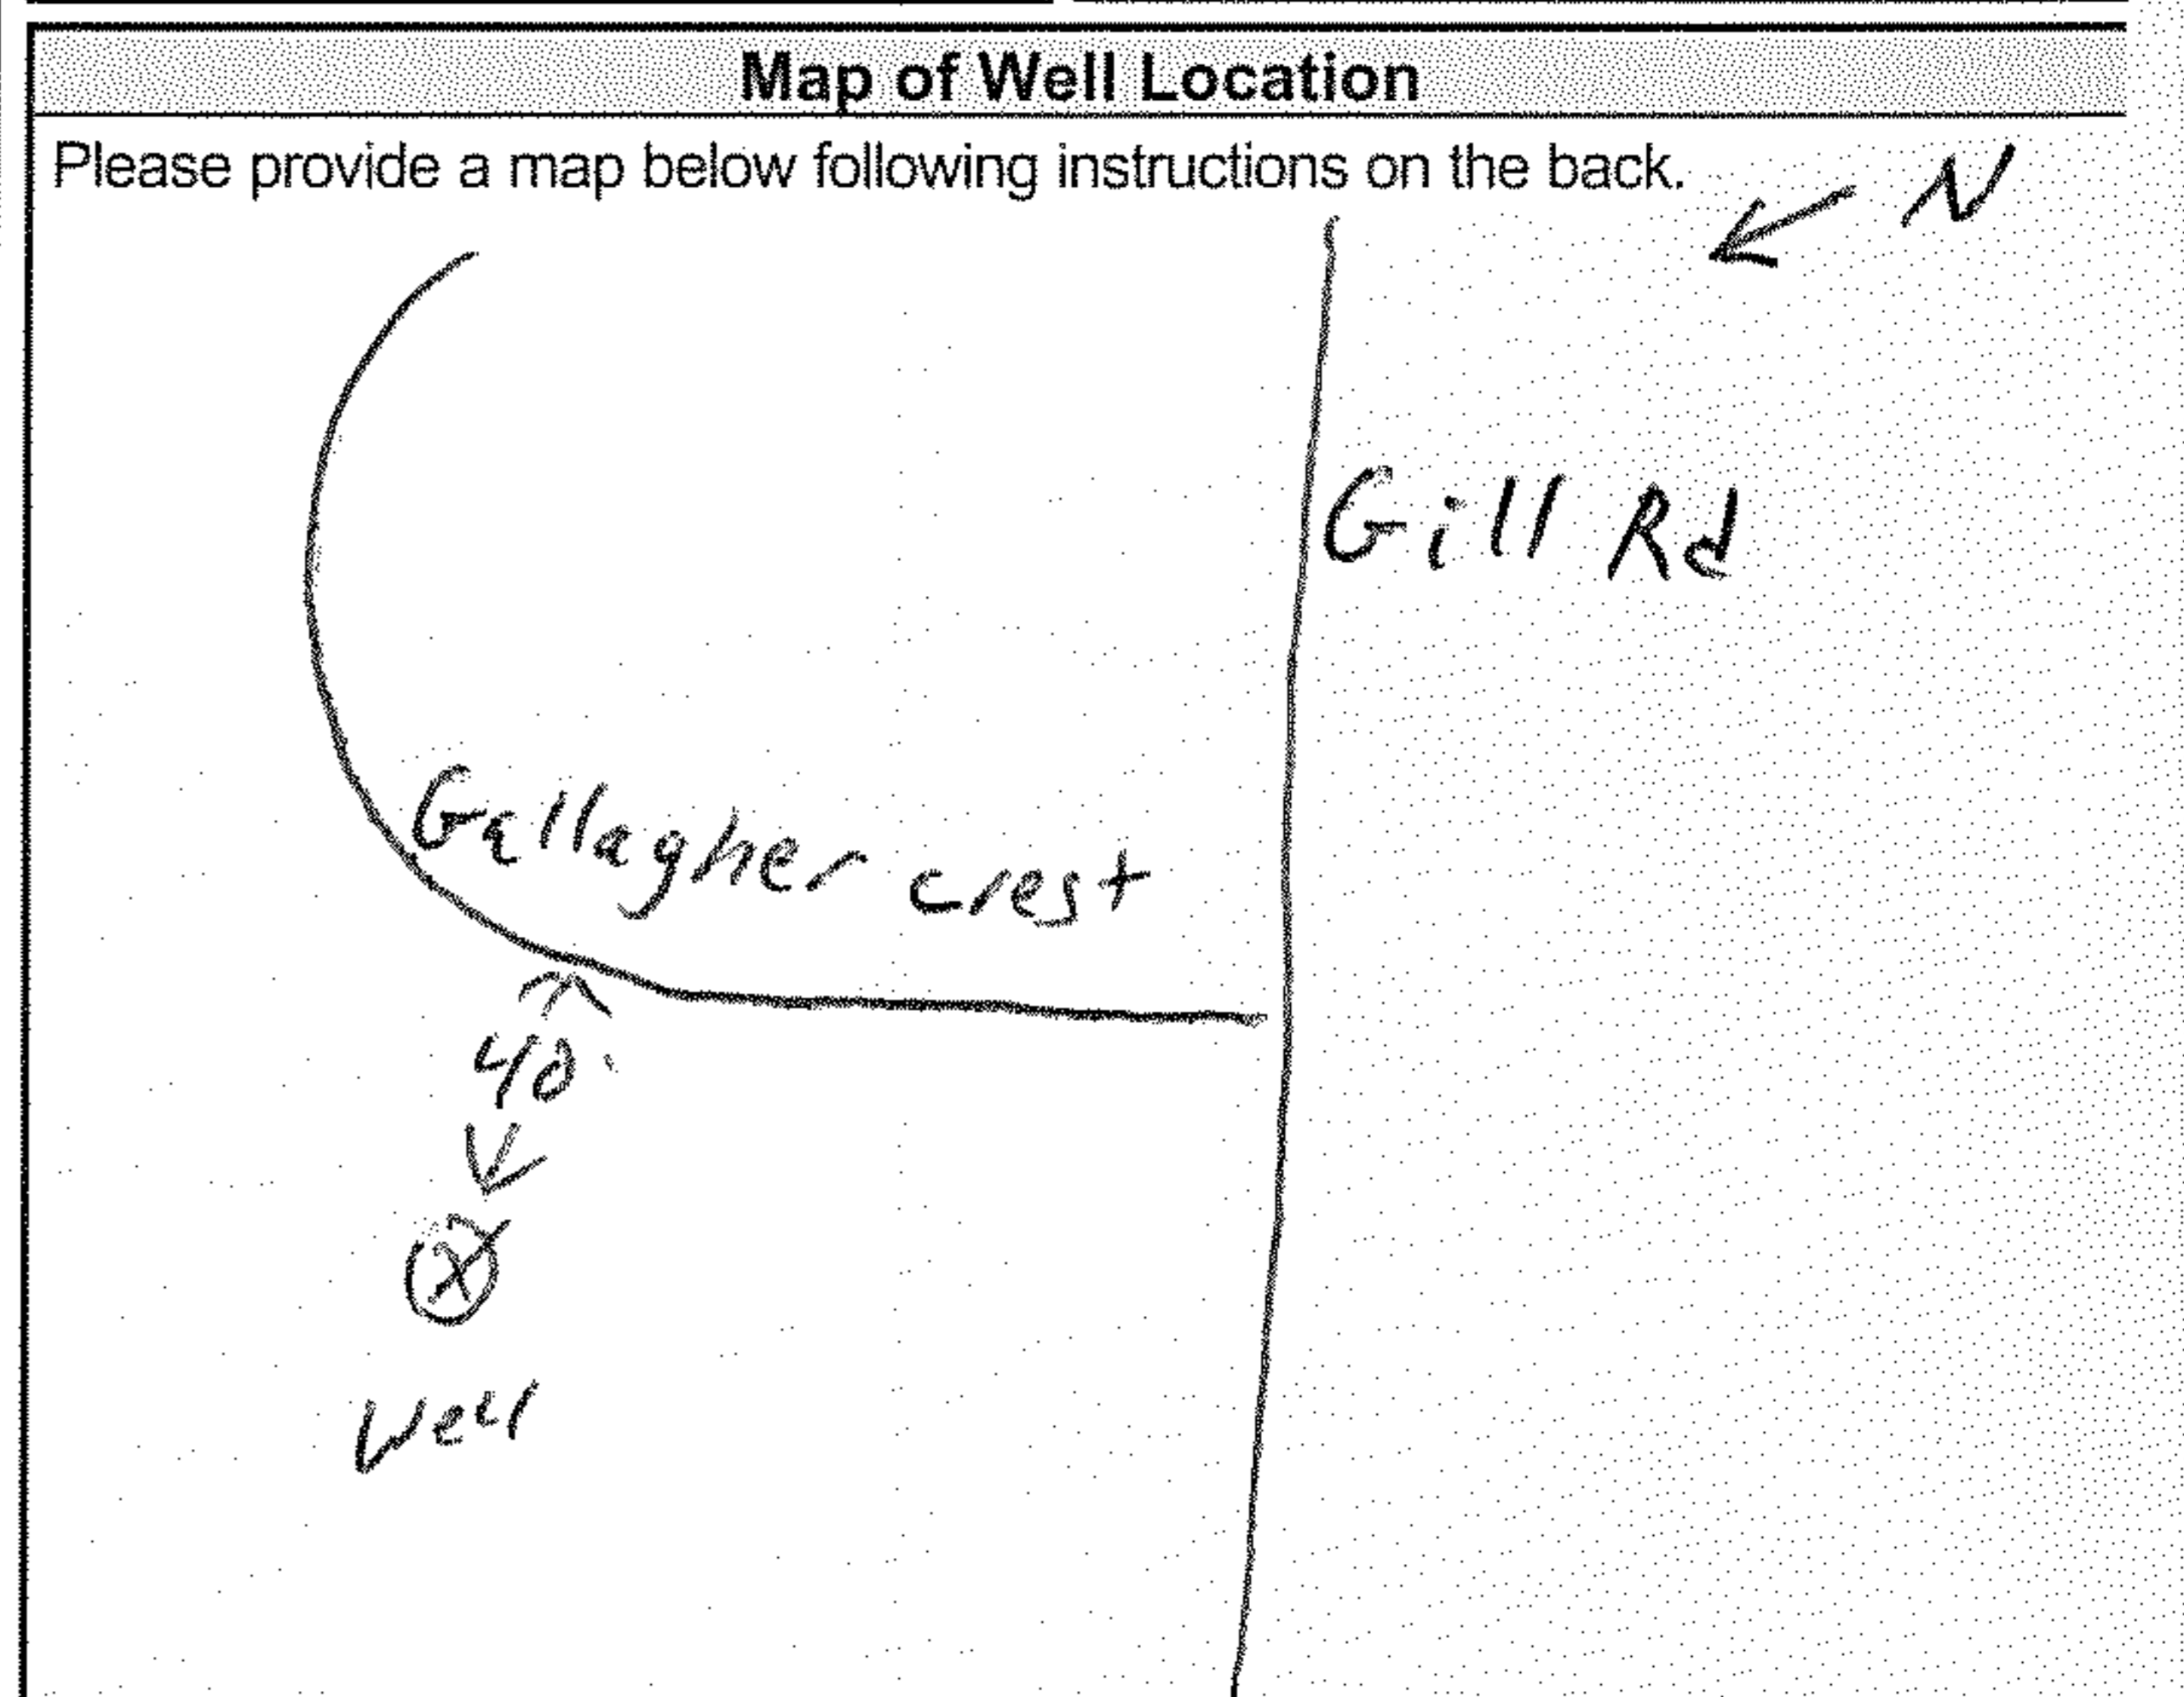 Map of Well Location
Please provide a map below following instructions on the back.
N
Gill Rd
Gallagher crest
40'
Well